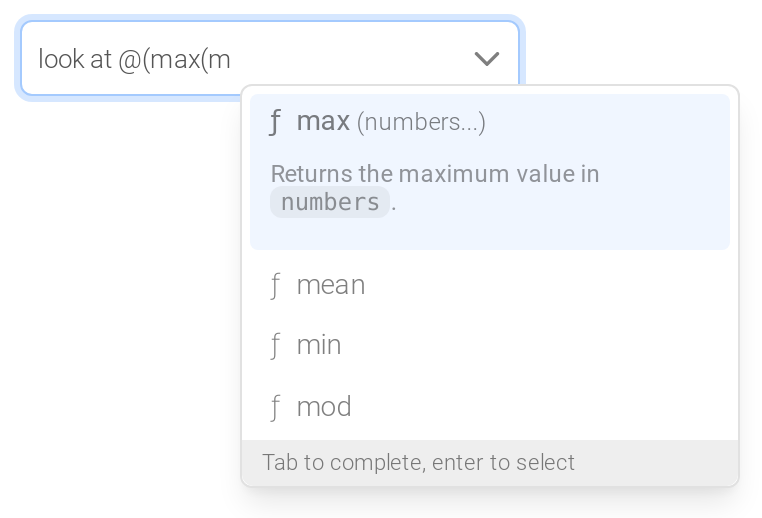 look at @(max(m
ƒ max (numbers...)
Returns the maximum value in
numbers.
ƒ mean
ƒ min
ƒ mod
Tab to complete, enter to select